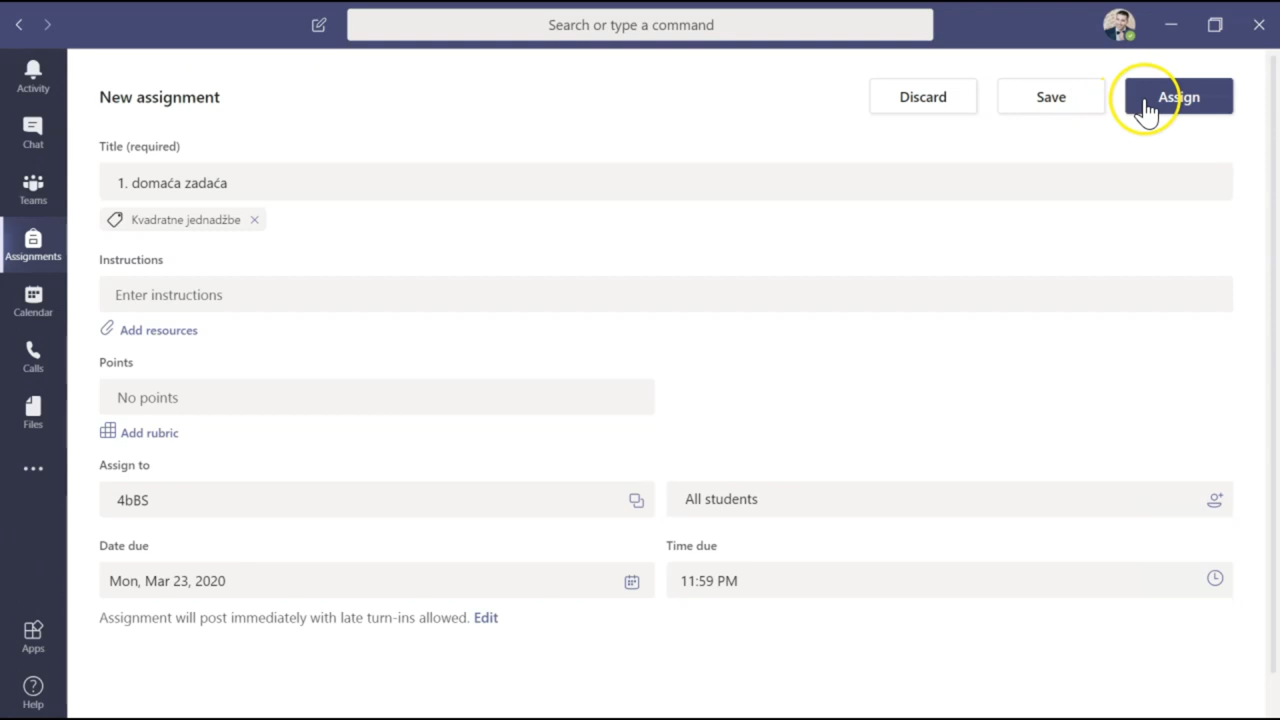 Search or type a command
Activity
Chat
Teams
Assignments
Calendar
Calls
Files
Apps
Help
New assignment
Discard
Save
Assign
Title (required)
1. domaća zadaća
Kvadratne jednadžbe
Instructions
Enter instructions
Add resources
Points
No points
Add rubric
Assign to
4bBS
All students
Date due
Time due
Mon, Mar 23, 2020
11:59 PM
Assignment will post immediately with late turn-ins allowed. Edit